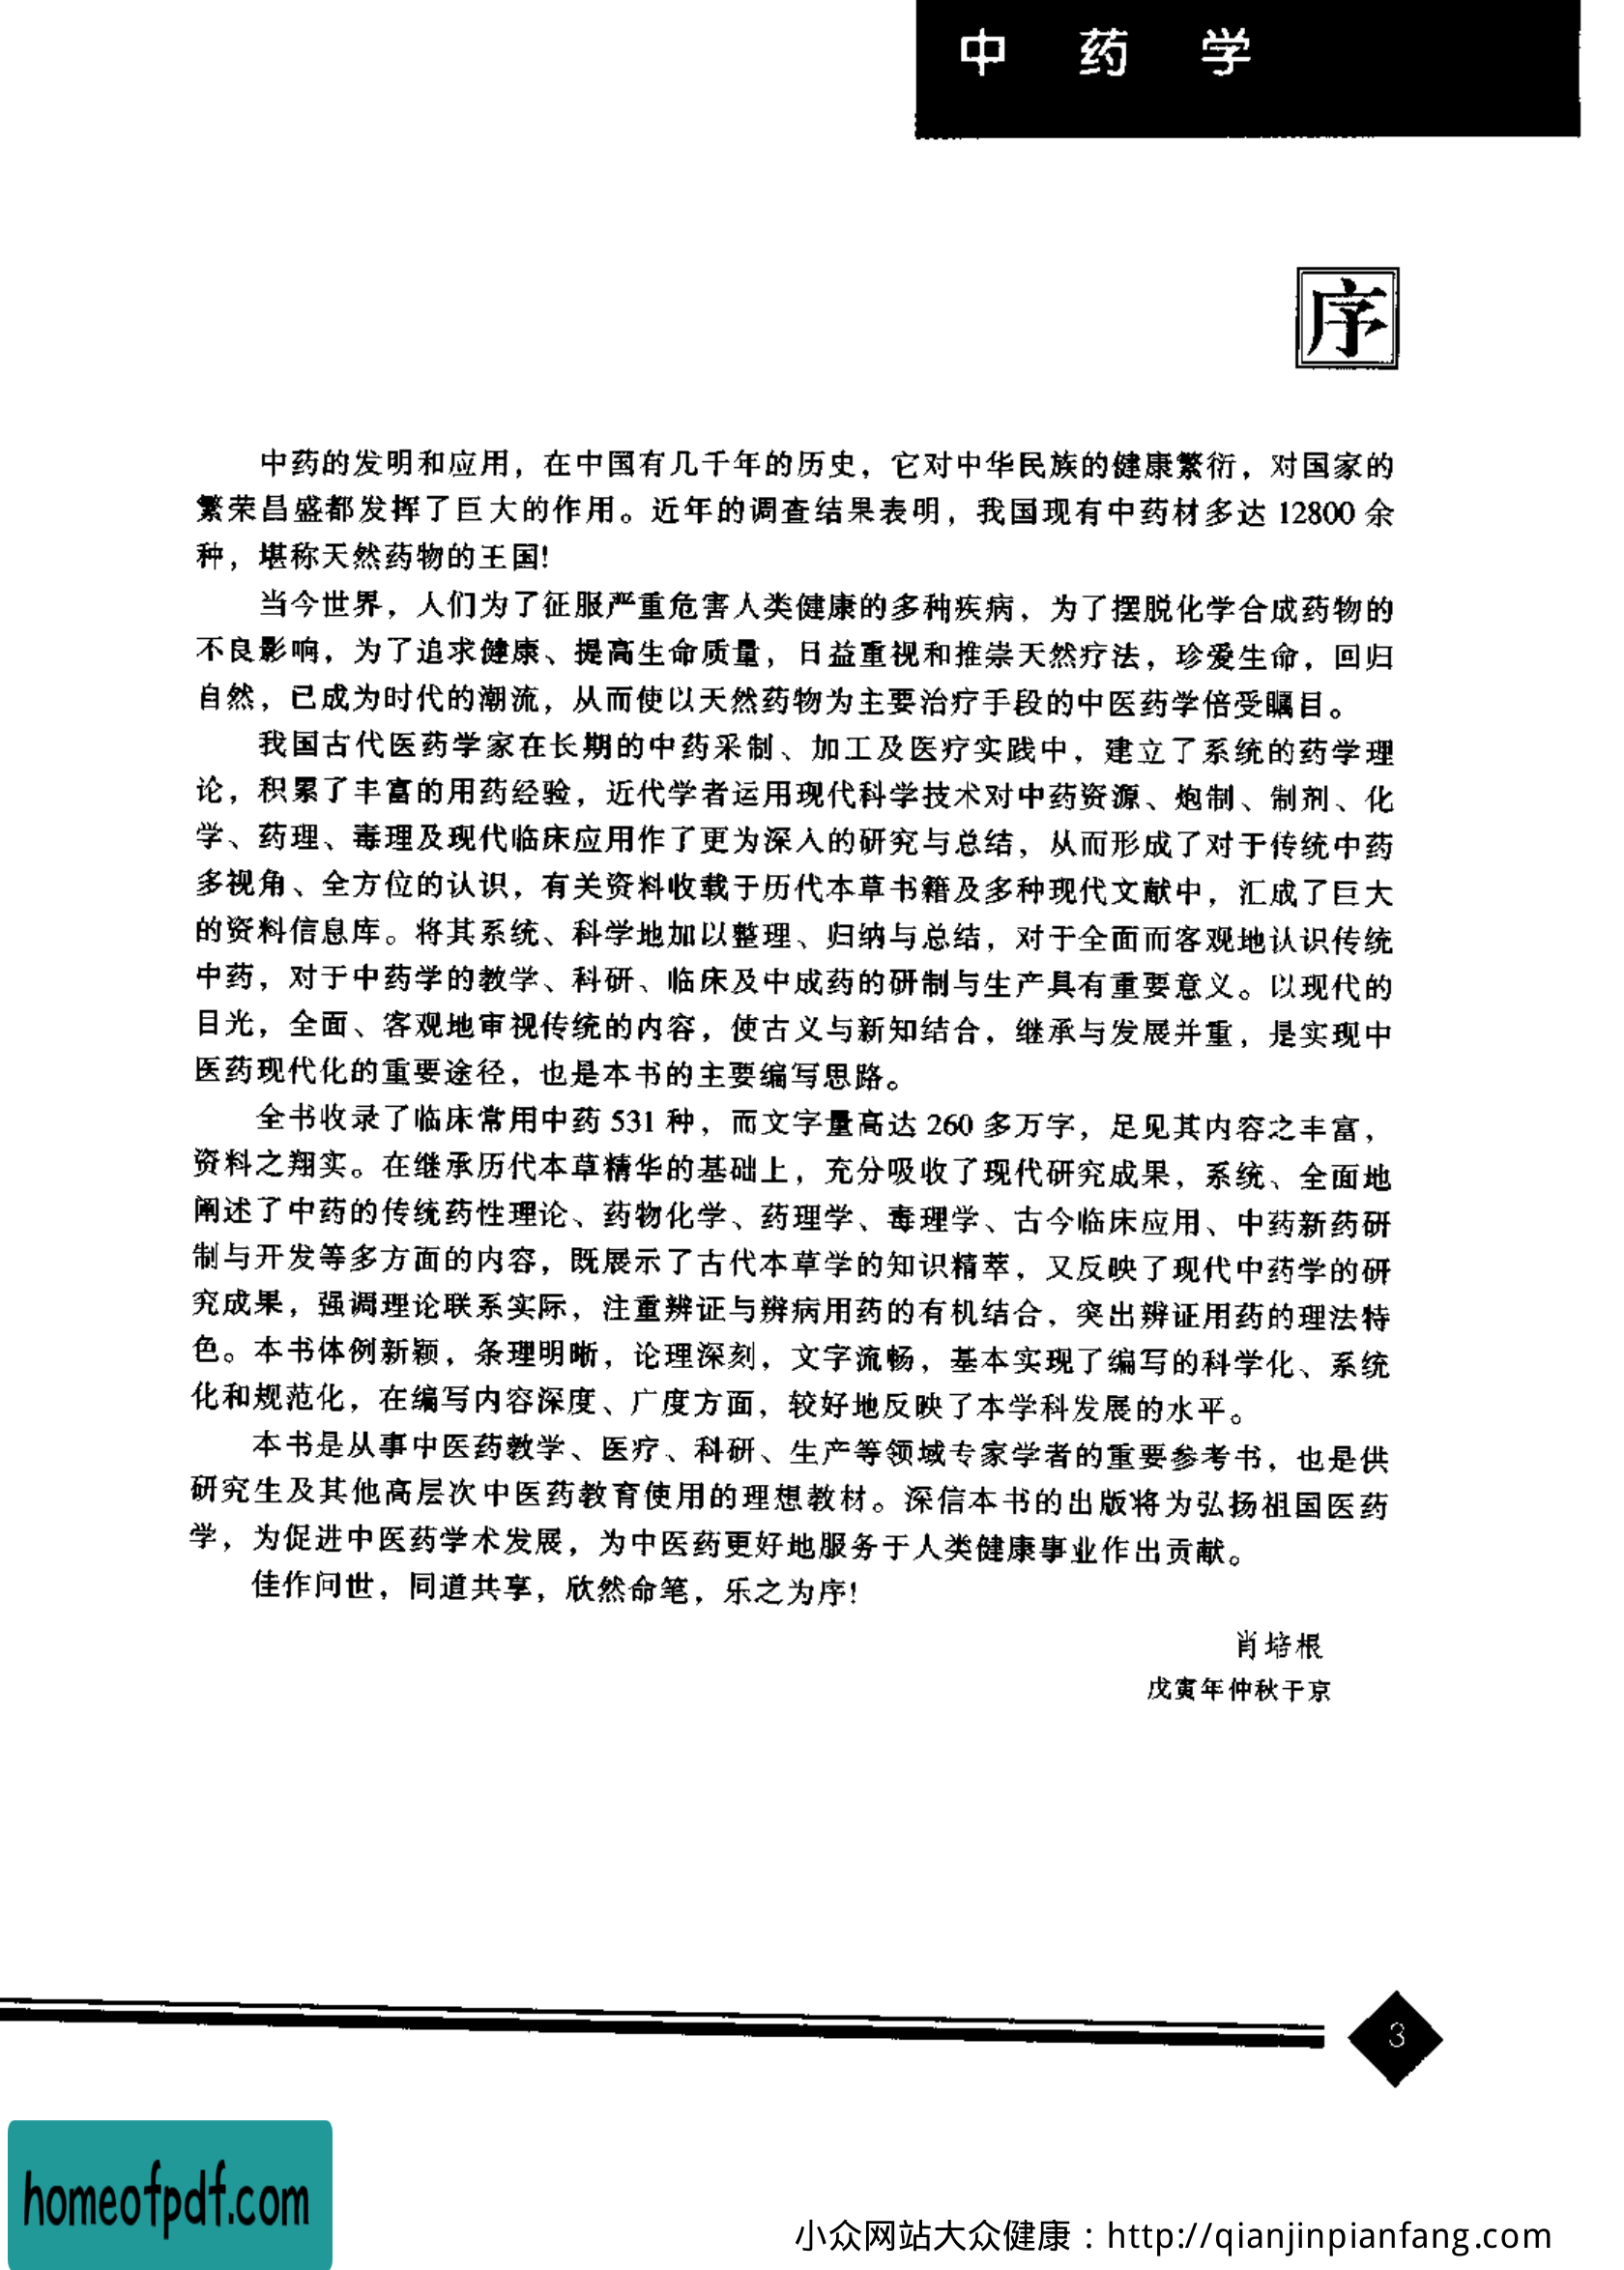 中 药 学
序
中药的发明和应用，在中国有几千年的历史，它对中华民族的健康繁衍，对国家的
繁荣昌盛都发挥了巨大的作用。近年的调查结果表明，我国现有中药材多达 12800 余
种，堪称天然药物的王国!
当今世界，人们为了征服严重危害人类健康的多种疾病，为了摆脱化学合成药物的
不良影响，为了追求健康、提高生命质量，日益重视和推崇天然疗法，珍爱生命，回归
自然，已成为时代的潮流，从而使以天然药物为主要治疗手段的中医药学倍受瞩目。
我国古代医药学家在长期的中药采制、加工及医疗实践中，建立了系统的药学理
论，积累了丰富的用药经验，近代学者运用现代科学技术对中药资源、炮制、制剂、化
学、药理、毒理及现代临床应用作了更为深入的研究与总结，从而形成了对于传统中药
多视角、全方位的认识，有关资料收载于历代本草书籍及多种现代文献中，汇成了巨大
的资料信息库。将其系统、科学地加以整理、归纳与总结，对于全面而客观地认识传统
中药，对于中药学的教学、科研、临床及中成药的研制与生产具有重要意义。以现代的
目光，全面、客观地审视传统的内容，使古义与新知结合，继承与发展并重，是实现中
医药现代化的重要途径，也是本书的主要编写思路。
全书收录了临床常用中药 531 种，而文字量高达 260 多万字，足见其内容之丰富，
资料之翔实。在继承历代本草精华的基础上，充分吸收了现代研究成果，系统、全面地
阐述了中药的传统药性理论、药物化学、药理学、毒理学、古今临床应用、中药新药研
制与开发等多方面的内容，既展示了古代本草学的知识精萃，又反映了现代中药学的研
究成果，强调理论联系实际，注重辨证与辨病用药的有机结合，突出辨证用药的理法特
色。本书体例新颖，条理明晰，论理深刻，文字流畅，基本实现了编写的科学化、系统
化和规范化，在编写内容深度、广度方面，较好地反映了本学科发展的水平。
本书是从事中医药教学、医疗、科研、生产等领域专家学者的重要参考书，也是供
研究生及其他高层次中医药教育使用的理想教材。深信本书的出版将为弘扬祖国医药
学，为促进中医药学术发展，为中医药更好地服务于人类健康事业作出贡献。
佳作问世，同道共享，欣然命笔，乐之为序!
肖培根
戊寅年仲秋于京
3
homeofpdf.com
小众网站大众健康：http://qianjinpianfang.com